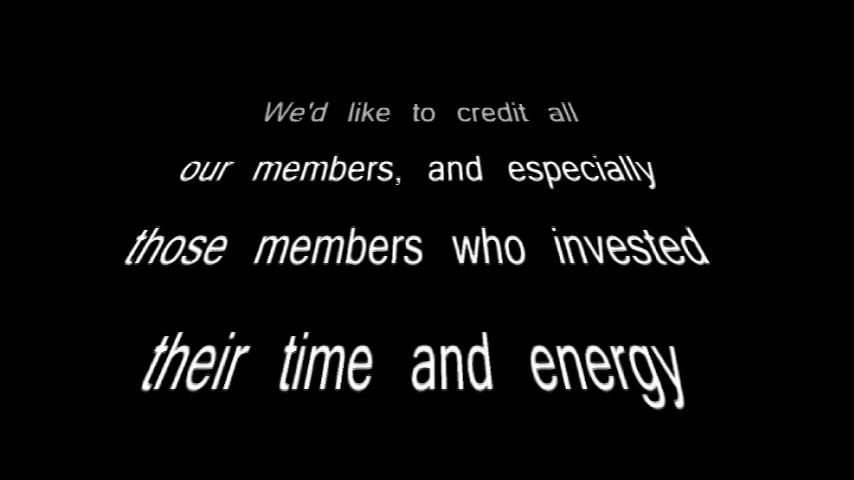 We'd like to credit all
our members, and especially
those members who invested
their time and energy